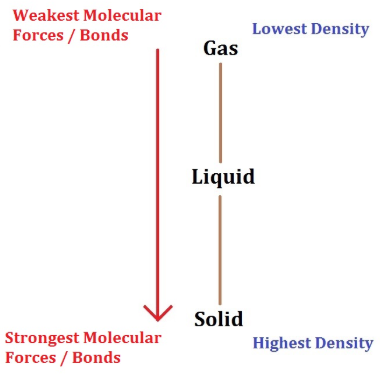 Weakest Molecular
Forces / Bonds
Lowest Density
Gas
Liquid
Solid
Strongest Molecular
Forces / Bonds
Highest Density